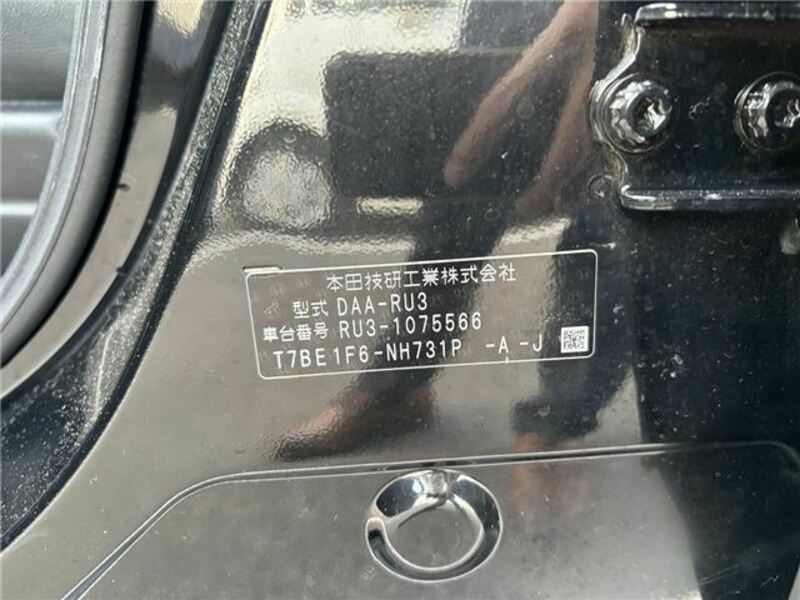 本田技研工業株式会社
型式 DAA-RU3
車台番号 RU3-1075566
T7BE1F6-NH731P -A -J